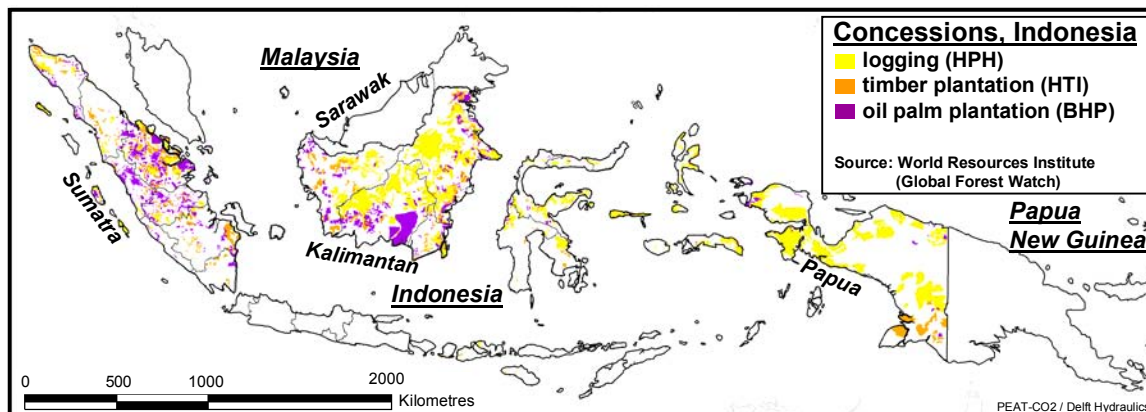 Concessions, Indonesia
logging (HPH)
timber plantation (HTI)
oil palm plantation (BHP)
Source: World Resources Institute
(Global Forest Watch)
Malaysia
Sarawak
Sumatra
Kalimantan
Indonesia
Papua
Papua
New Guinea
0 500 1000 2000
Kilometres
PEAT-CO2 / Delft Hydraulics